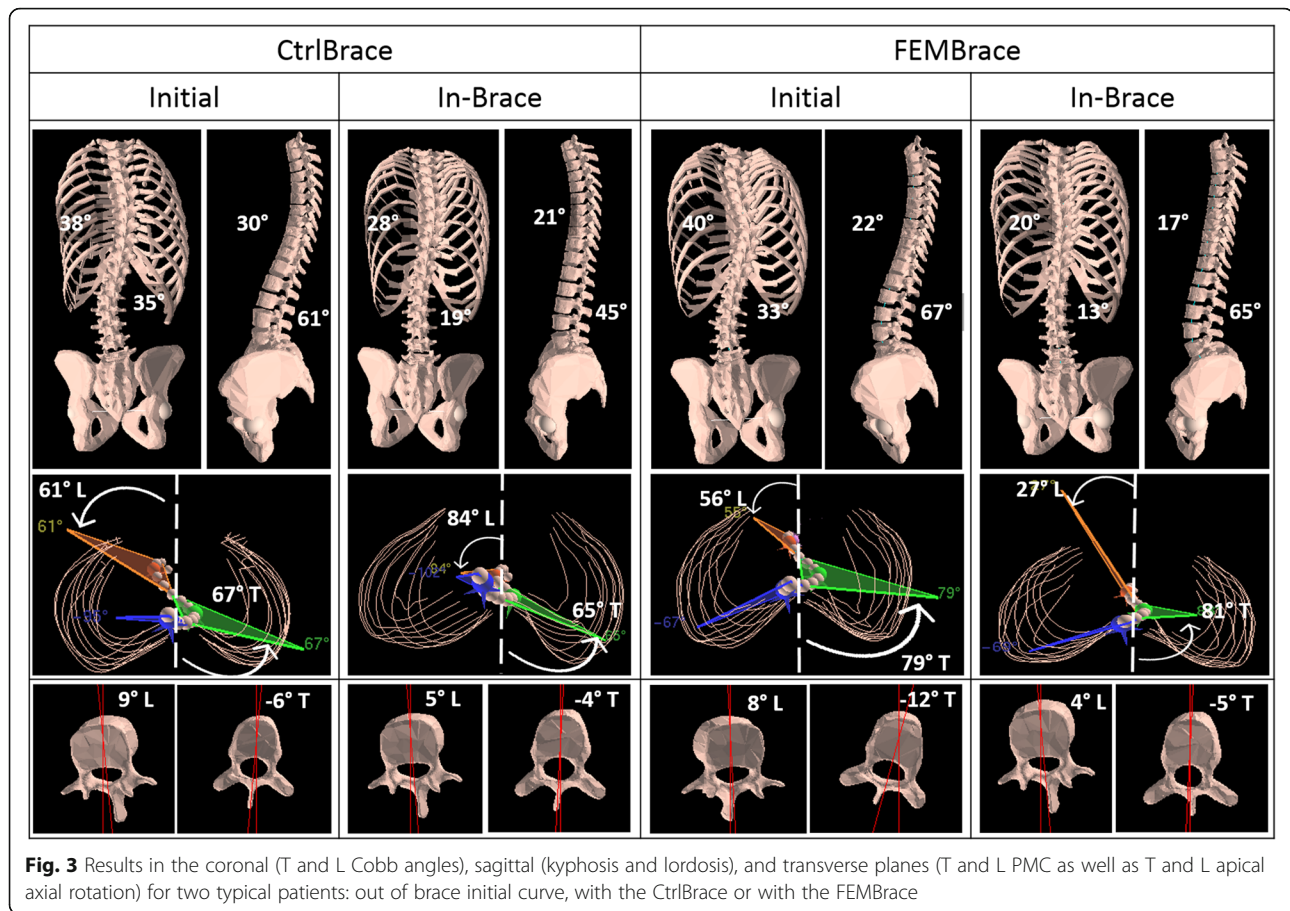 CtrlBrace FEMBrace
Initial In-Brace Initial In-Brace
38° 30° 28° 21° 40° 22° 20° 17°
35° 61° 19° 45° 33° 67° 13° 65°
61° L 84° L 56° L 27° L
61° 67° T 65° T 79° 81° T
-67° 67° 79° T
9° L -6° T 5° L -4° T 8° L -12° T 4° L -5° T
Fig. 3 Results in the coronal (T and L Cobb angles), sagittal (kyphosis and lordosis), and transverse planes (T and L PMC as well as T and L apical
axial rotation) for two typical patients: out of brace initial curve, with the CtrlBrace or with the FEMBrace